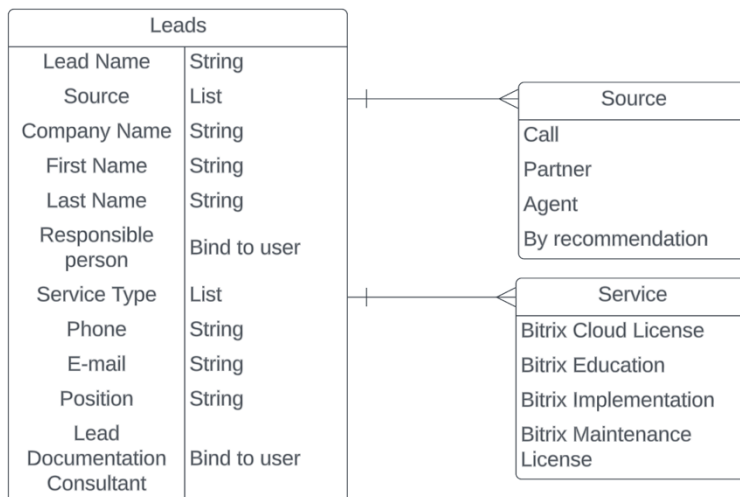 Leads
Lead Name String
Source List
Company Name String
First Name String
Last Name String
Responsible
person
Bind to user
Service Type List
Phone String
E-mail String
Position String
Lead
Documentation
Consultant
Bind to user
Source
Call
Partner
Agent
By recommendation
Service
Bitrix Cloud License
Bitrix Education
Bitrix Implementation
Bitrix Maintenance
License